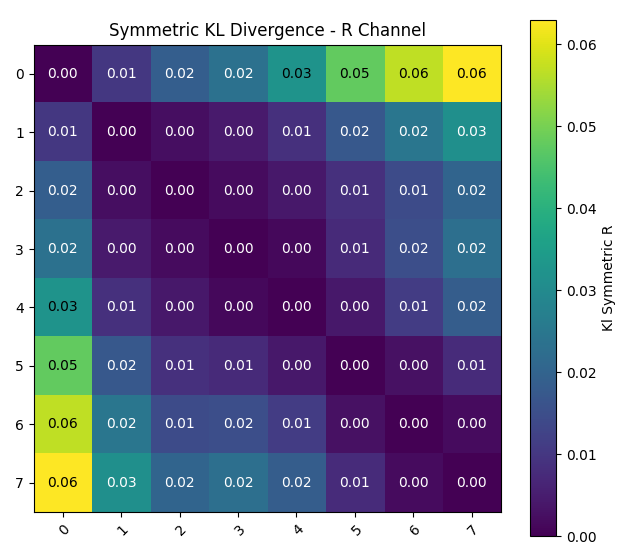 Symmetric KL Divergence - R Channel
0 0.00 0.01 0.02 0.02 0.03 0.05 0.06 0.06
1 0.01 0.00 0.00 0.00 0.01 0.02 0.02 0.03
2 0.02 0.00 0.00 0.00 0.00 0.01 0.01 0.02
3 0.02 0.00 0.00 0.00 0.00 0.01 0.02 0.02
4 0.03 0.01 0.00 0.00 0.00 0.00 0.01 0.02
5 0.05 0.02 0.01 0.01 0.00 0.00 0.00 0.01
6 0.06 0.02 0.01 0.02 0.01 0.00 0.00 0.00
7 0.06 0.03 0.02 0.02 0.02 0.01 0.00 0.00
0 1 2 3 4 5 6 7
0.06
0.05
0.04
0.03
0.02
0.01
0.00
Kl Symmetric R